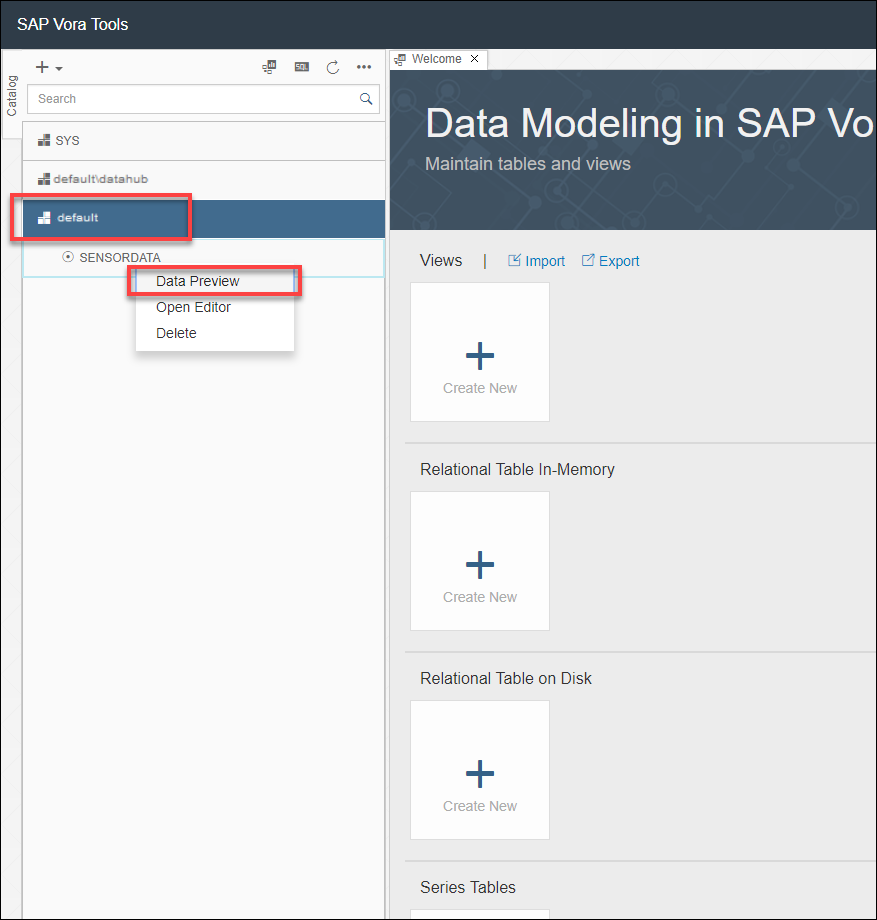 SAP Vora Tools
Catalog
SQL
Search
SYS
default\datahub
default
SENSORDATA
Data Preview
Open Editor
Delete
Welcome ×
Data Modeling in SAP Vo
Maintain tables and views
Views | Import Export
Create New
Relational Table In-Memory
Create New
Relational Table on Disk
Create New
Series Tables